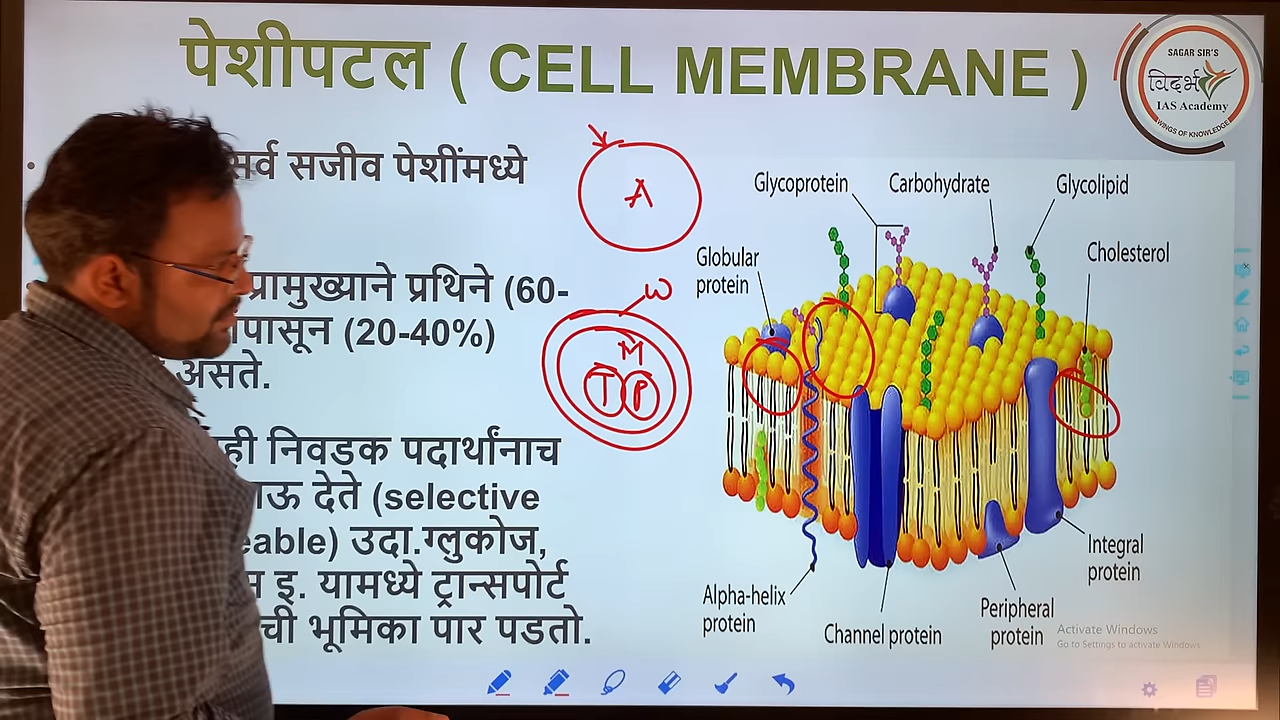 पेशीपटल ( CELL MEMBRANE )
SAGAR SIR'S
विदर्भ
IAS Academy
WINGS OF KNOWLEDGE
सर्व सजीव पेशींमध्ये
प्रामुख्याने प्रथिने (60-
पासून (20-40%)
असते.
ही निवडक पदार्थांनाच
देते (selective
eable) उदा.ग्लुकोज,
इ. यामध्ये ट्रान्सपोर्ट
ची भूमिका पार पडतो.
A
W
M
T
P
Glycoprotein
Carbohydrate
Glycolipid
Globular
protein
Cholesterol
Alpha-helix
protein
Channel protein
Peripheral
protein
Integral
protein
Activate Windows
Go to Settings to activate Windows.